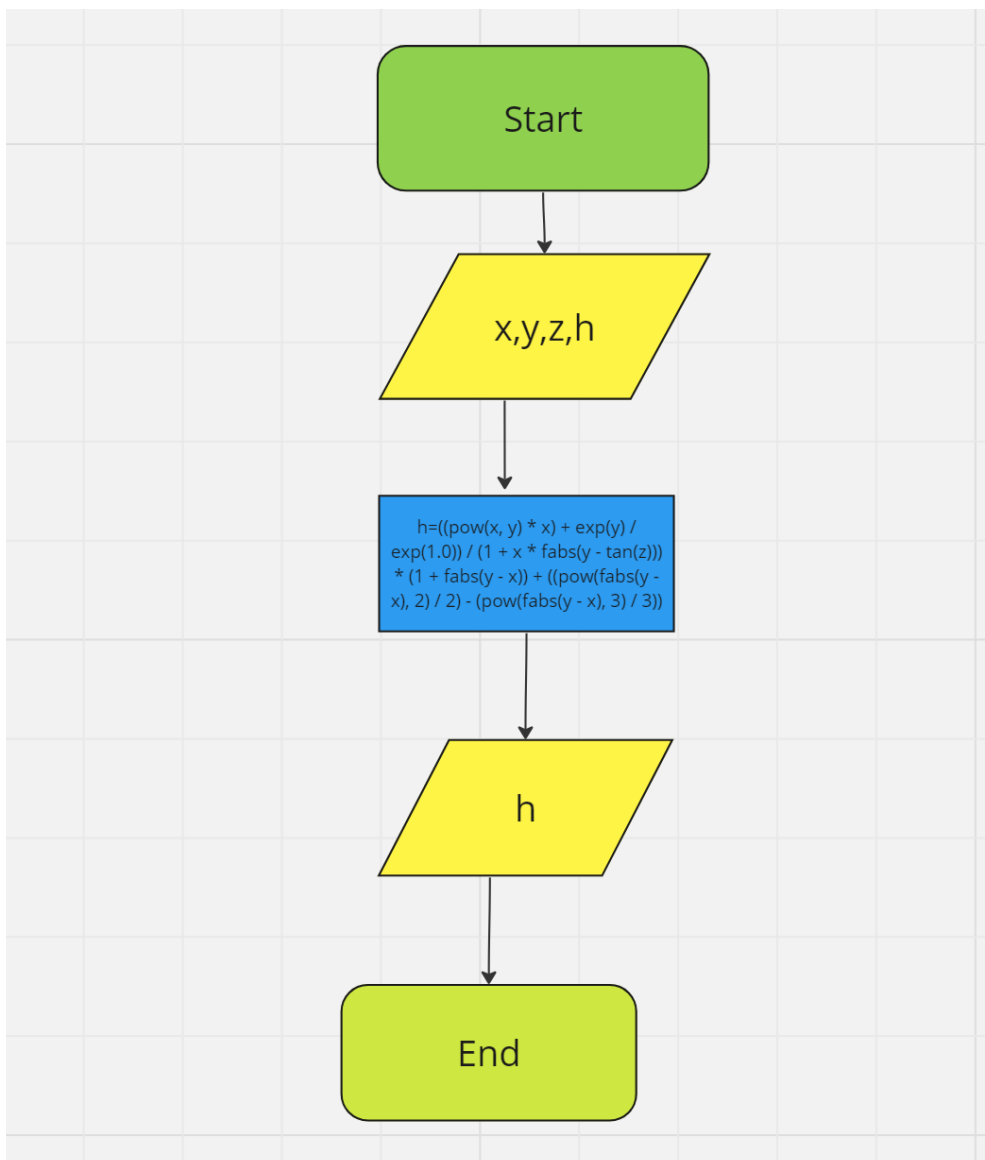 Start
x,y,z,h
h=((pow(x, y) * x) + exp(y) /
exp(1.0)) / (1 + x * fabs(y - tan(z)))
* (1 + fabs(y - x)) + ((pow(fabs(y -
x), 2) / 2) - (pow(fabs(y - x), 3) / 3))
h
End